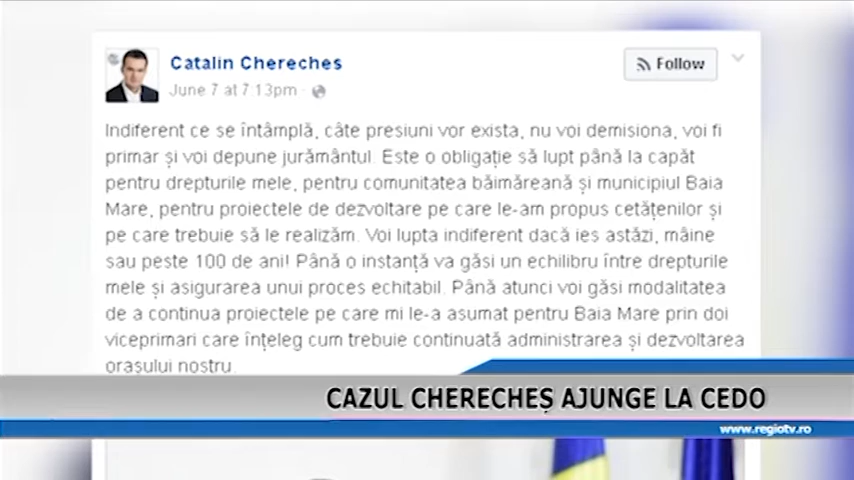 Catalin Chereches
Follow
June 7 at 7:13pm
Indiferent ce se întâmplă, câte presiuni vor exista, nu voi demisiona, voi fi
primar și voi depune jurământul. Este o obligație să lupt până la capăt
pentru drepturile mele, pentru comunitatea băimăreană și municipiul Baia
Mare, pentru proiectele de dezvoltare pe care le-am propus cetățenilor și
pe care trebuie să le realizăm. Voi lupta indiferent dacă ies astăzi, mâine
sau peste 100 de ani! Până o instanță va găsi un echilibru între drepturile
mele și asigurarea unui proces echitabil. Până atunci voi găsi modalitatea
de a continua proiectele pe care mi le-a asumat pentru Baia Mare prin doi
viceprimari care înțeleg cum trebuie continuată administrarea și dezvoltarea
orașului nostru.
CAZUL CHERECHEȘ AJUNGE LA CEDO
www.regiotv.ro